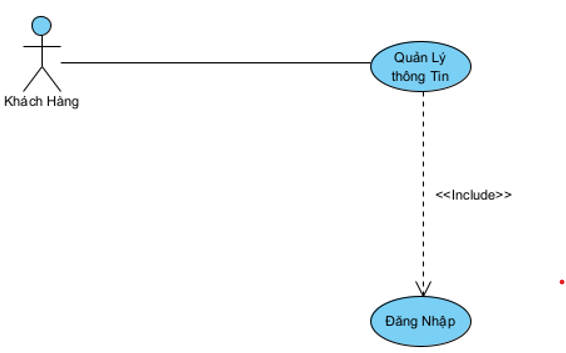 Quản Lý
thông Tin
Khách Hàng
<<Include>>
Đăng Nhập